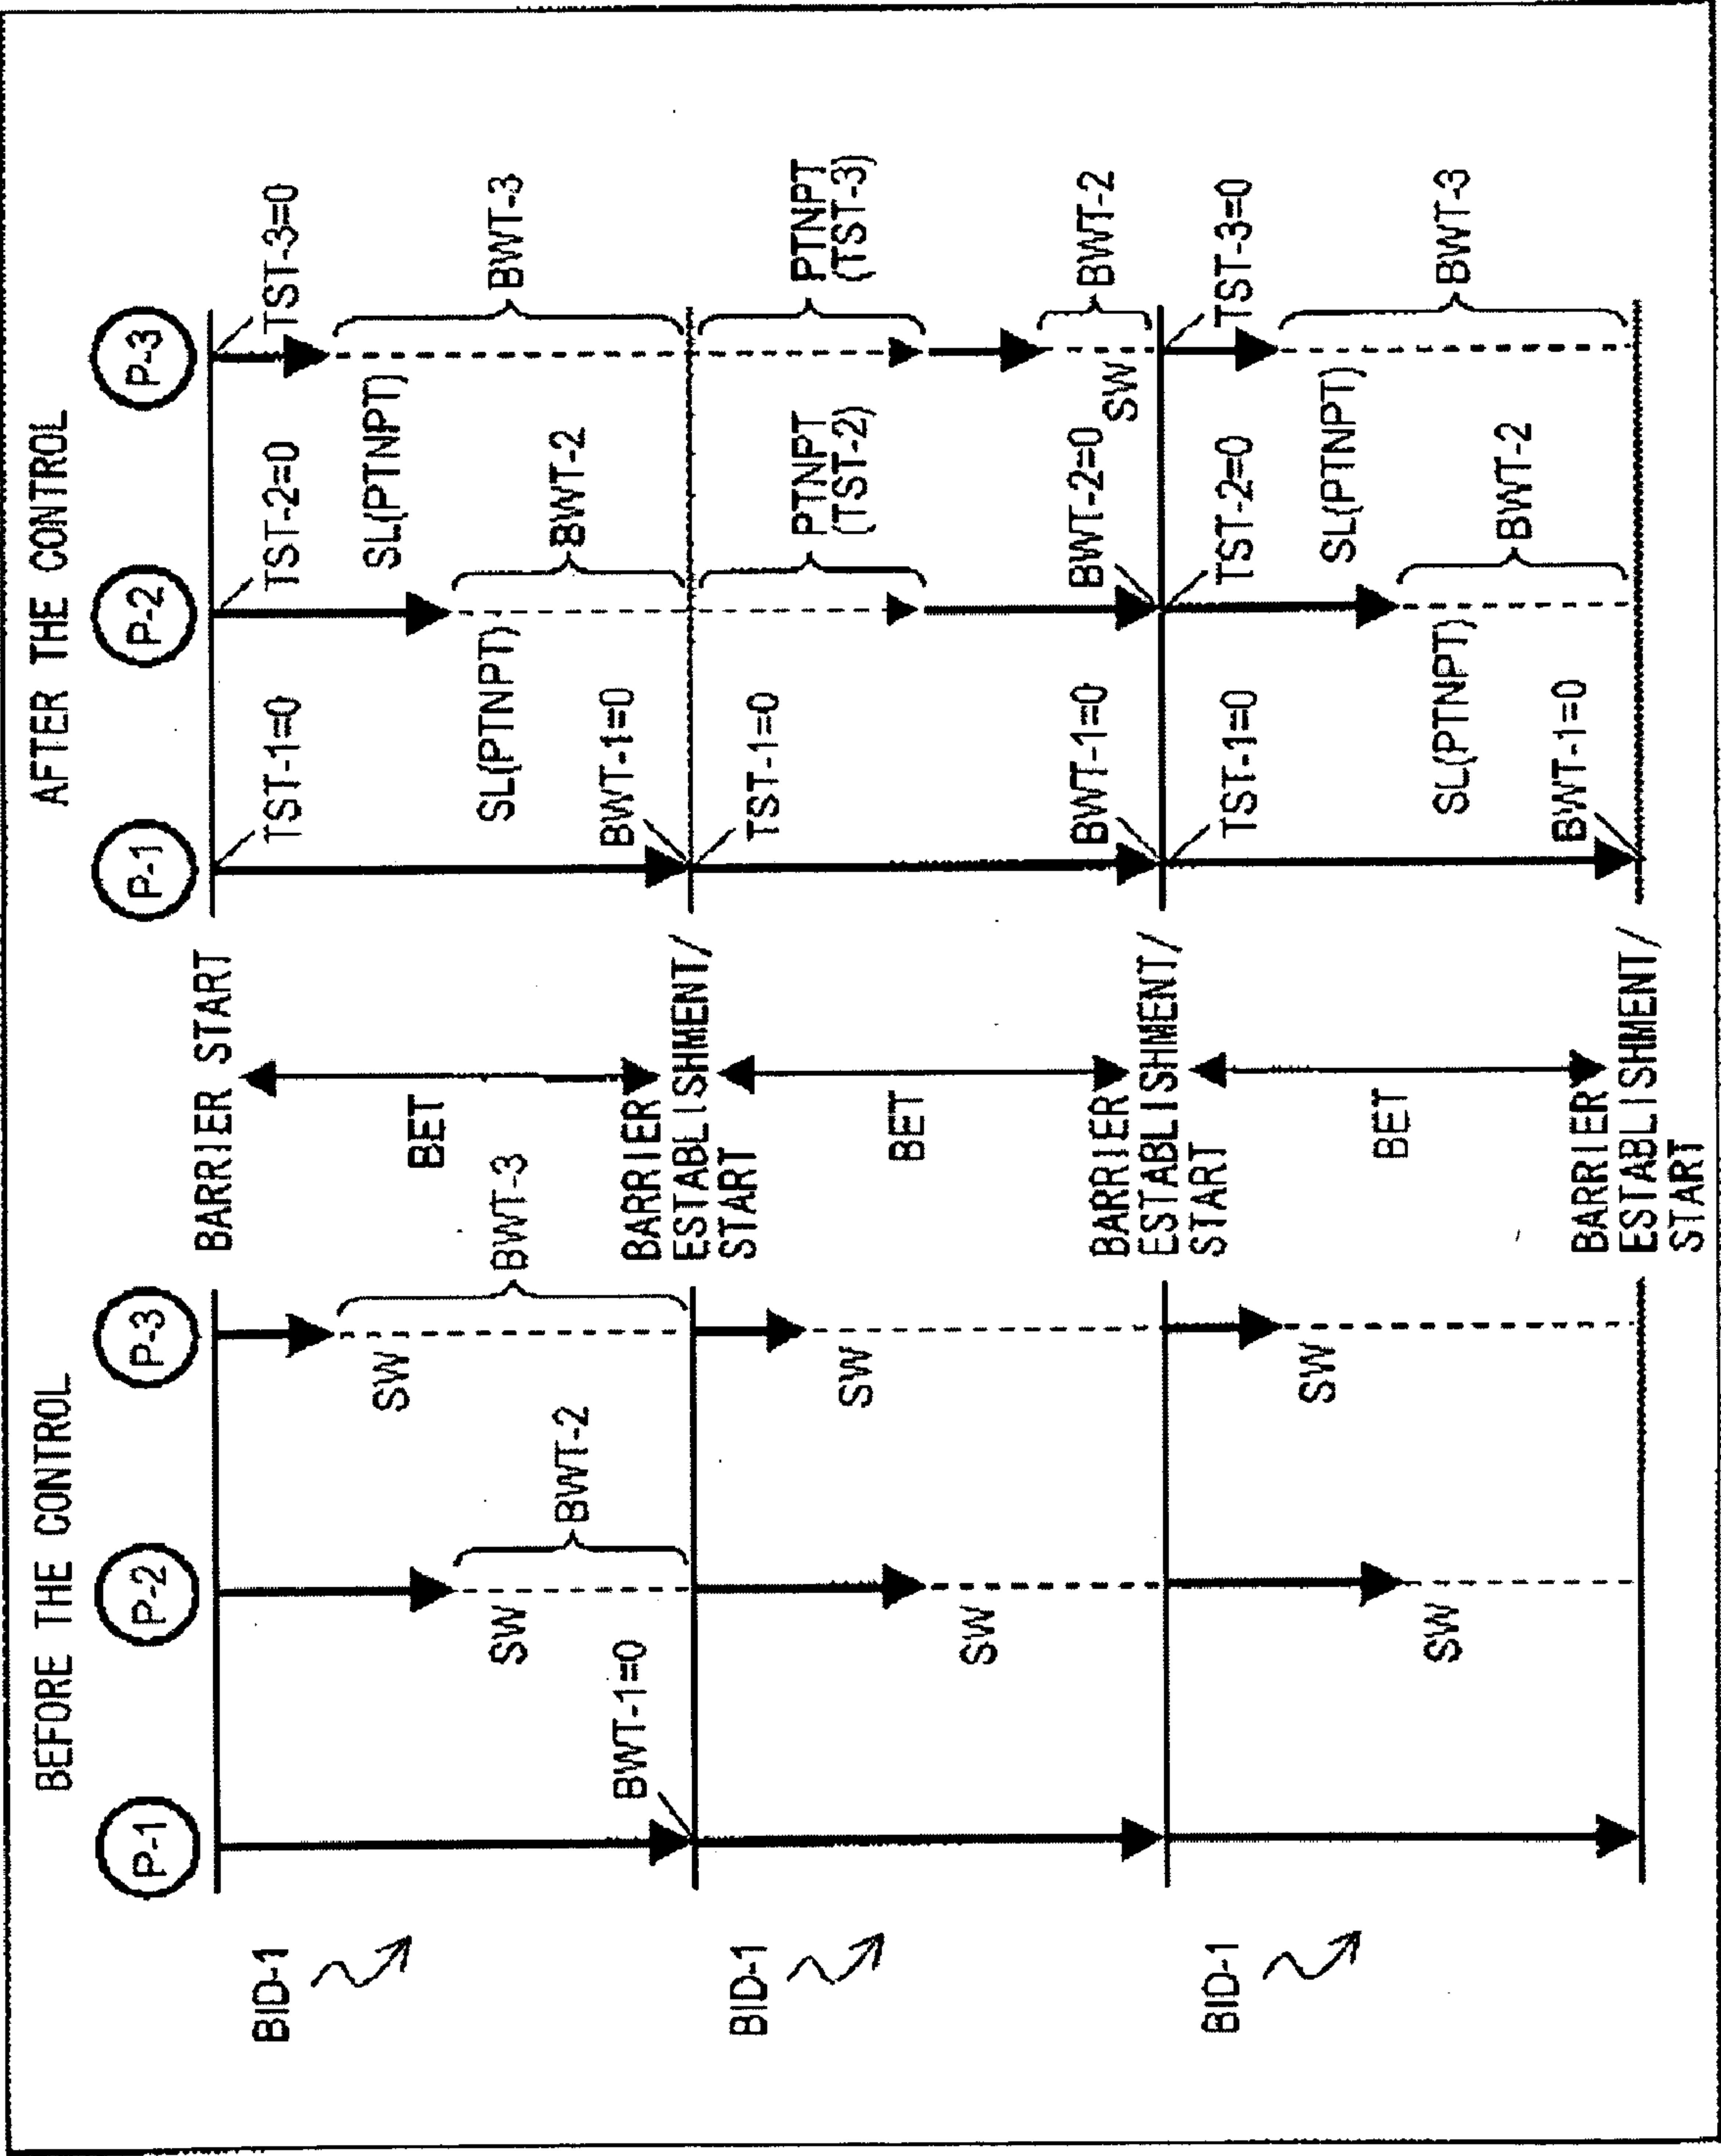 BEFORE THE CONTROL
P-1
P-2
P-3
BID-1
BWT-1=0
SW
BWT-2
SW
BWT-3
BID-1
SW
SW
BID-1
SW
SW
BARRIER START
BET
BARRIER
ESTABLISHMENT/
START
BET
BARRIER
ESTABLISHMENT/
START
BET
BARRIER
ESTABLISHMENT/
START
AFTER THE CONTROL
P-1
P-2
P-3
TST-1=0
TST-2=0
TST-3=0
SL(PTNPT)
BWT-3
SL(PTNPT)
BWT-2
BWT-1=0
TST-1=0
PTNPT
(TST-2)
PTNPT
(TST-3)
BWT-1=0
BWT-2=0
SW
BWT-2
TST-1=0
TST-2=0
TST-3=0
SL(PTNPT)
BWT-3
SL(PTNPT)
BWT-2
BWT-1=0